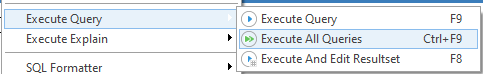 Execute Query
Execute Query F9
Execute Explain
Execute All Queries Ctrl+F9
Execute And Edit Resultset F8
SQL Formatter